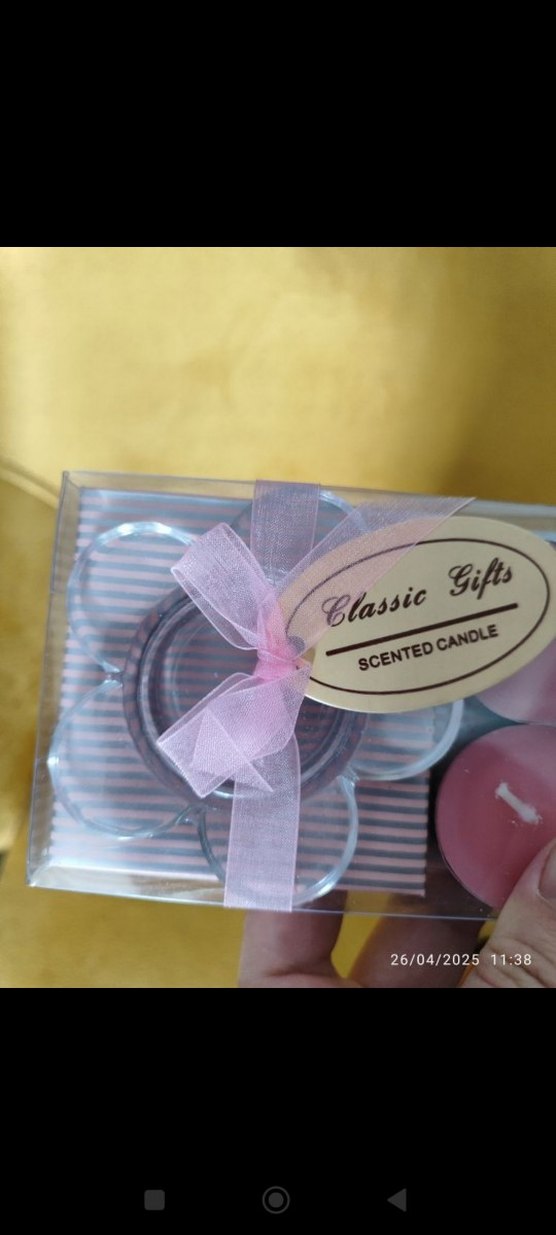 Classic Gifts
SCENTED CANDLE
26/04/2025 11:38